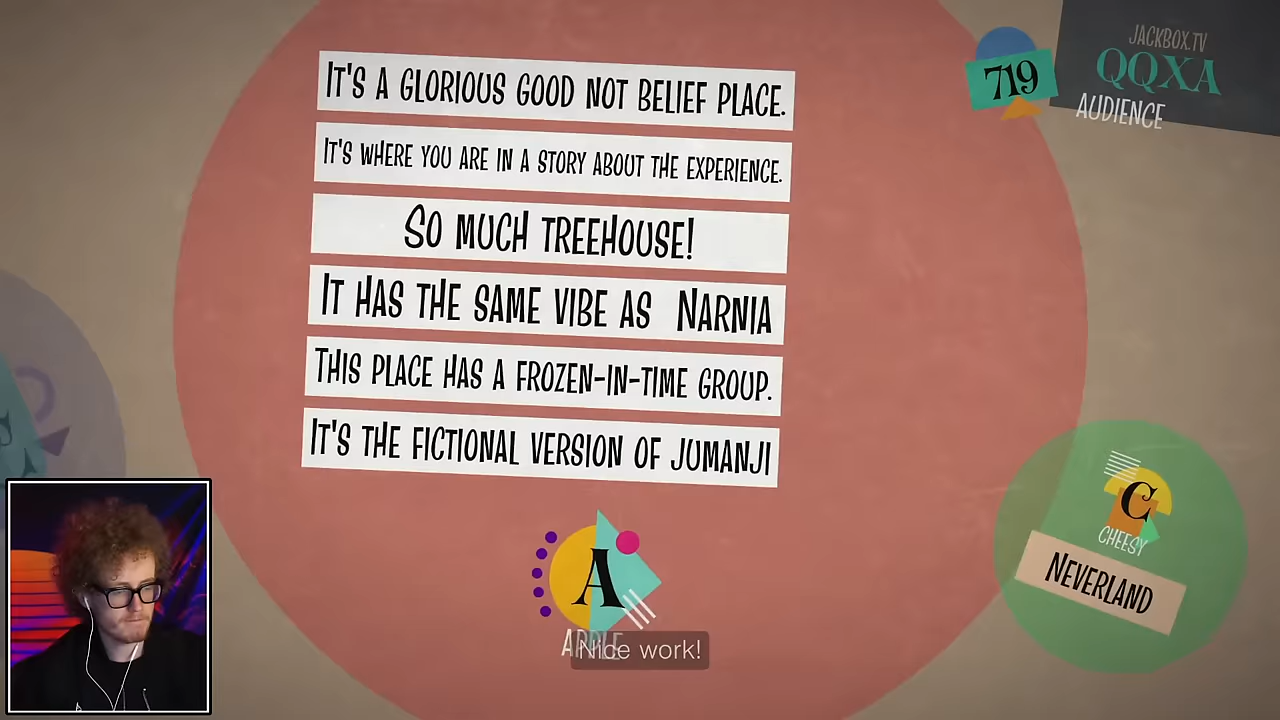 It's a glorious good not belief place.
It's where you are in a story about the experience.
So much treehouse!
It has the same vibe as Narnia
This place has a frozen-in-time group.
It's the fictional version of Jumanji
719
JACKBOX.TV
QQXA
AUDIENCE
A
APPLE
Nice work!
C
CHEESY
Neverland